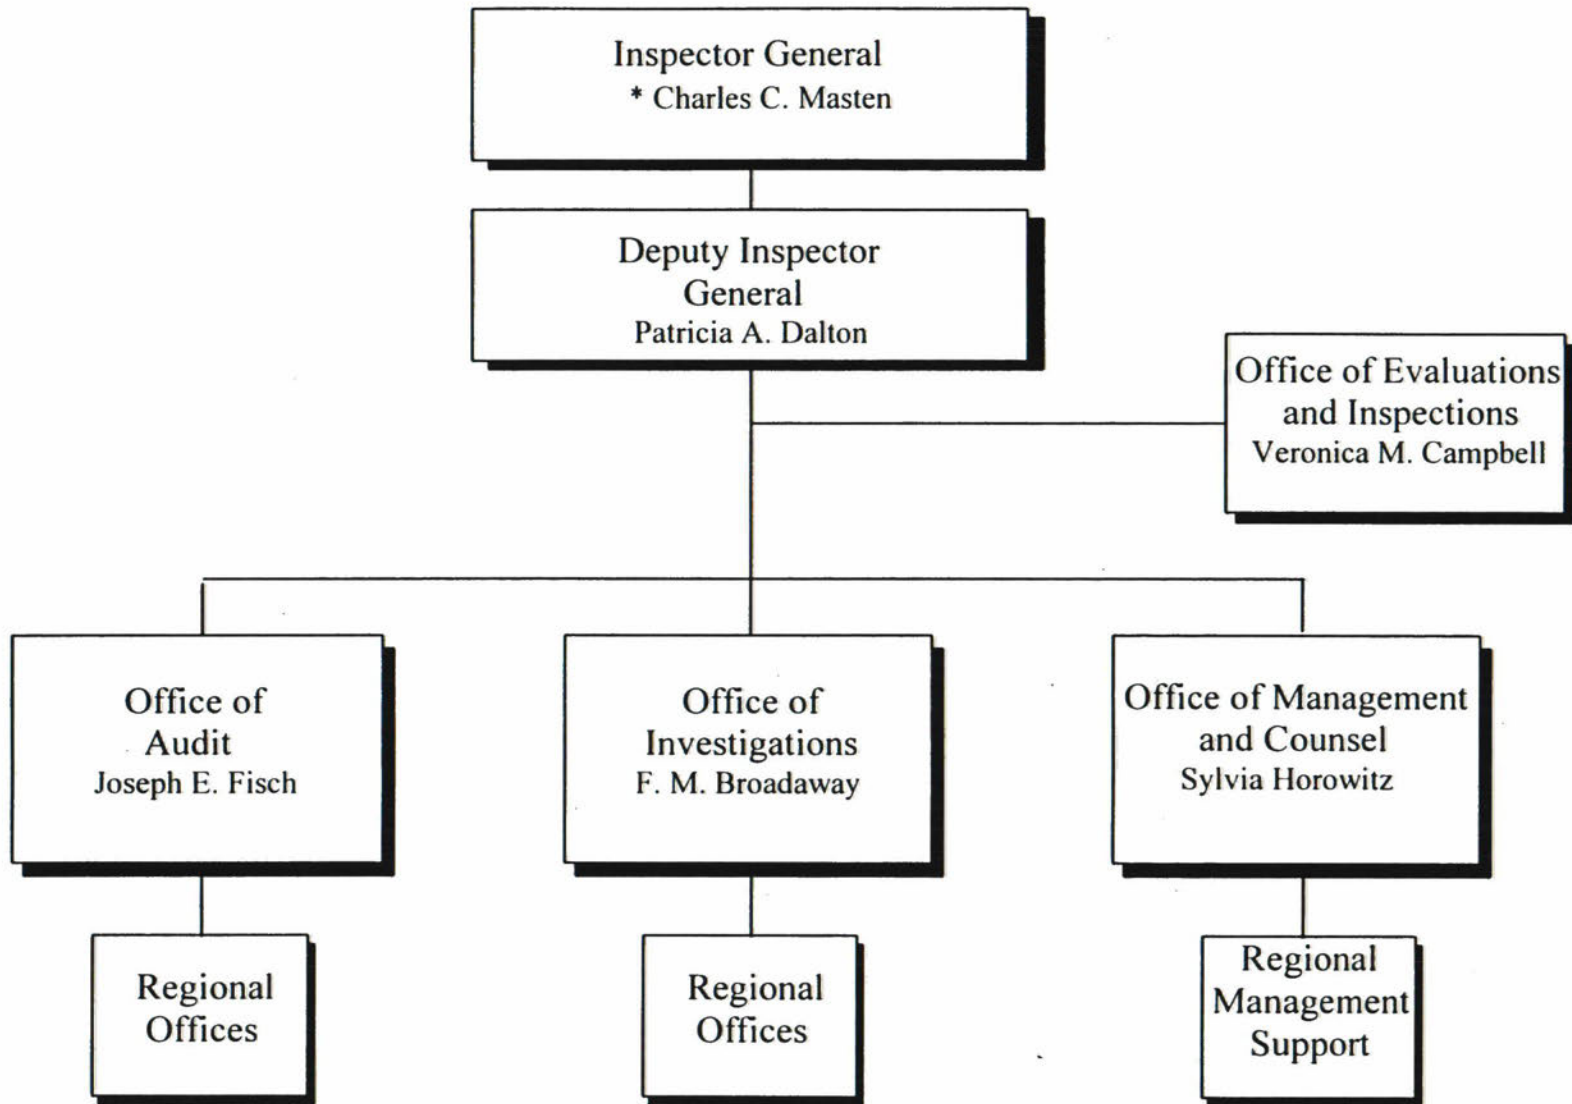 Inspector General
* Charles C. Masten
Deputy Inspector
General
Patricia A. Dalton
Office of Evaluations
and Inspections
Veronica M. Campbell
Office of
Audit
Joseph E. Fisch
Office of
Investigations
F. M. Broadaway
Office of Management
and Counsel
Sylvia Horowitz
Regional
Offices
Regional
Offices
Regional
Management
Support